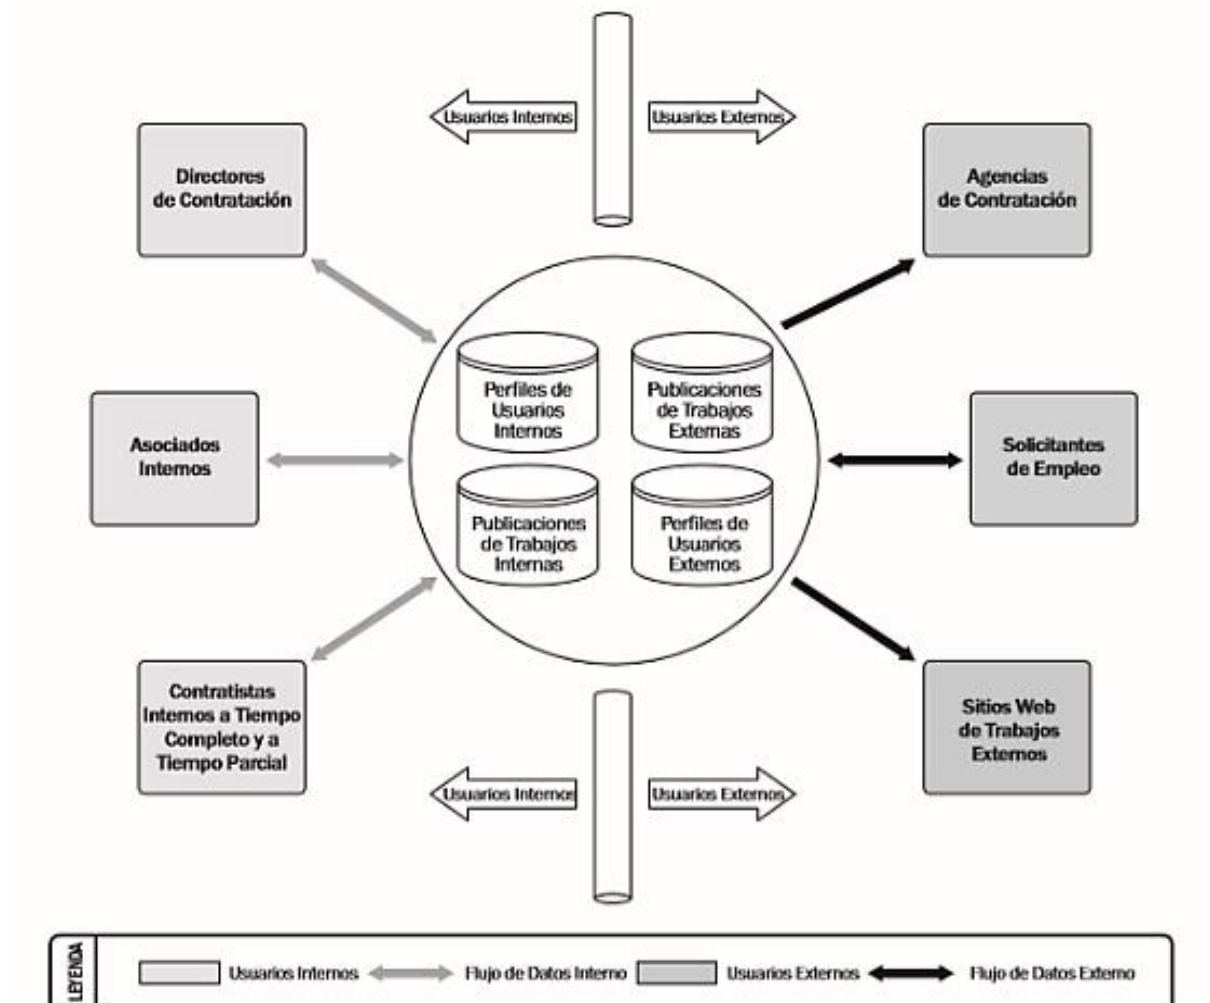 Usuarios Internos
Usuarios Externos
Directores
de Contratación
Agencias
de Contratación
Perfiles de
Usuarios
Internos
Publicaciones
de Trabajos
Externas
Asociados
Internos
Solicitantes
de Empleo
Publicaciones
de Trabajos
Internas
Perfiles de
Usuarios
Externos
Contratistas
Internos a Tiempo
Completo y a
Tiempo Parcial
Sitios Web
de Trabajos
Externos
Usuarios Internos
Usuarios Externos
LEYENDA
Usuarios Internos
Flujo de Datos Interno
Usuarios Externos
Flujo de Datos Externo